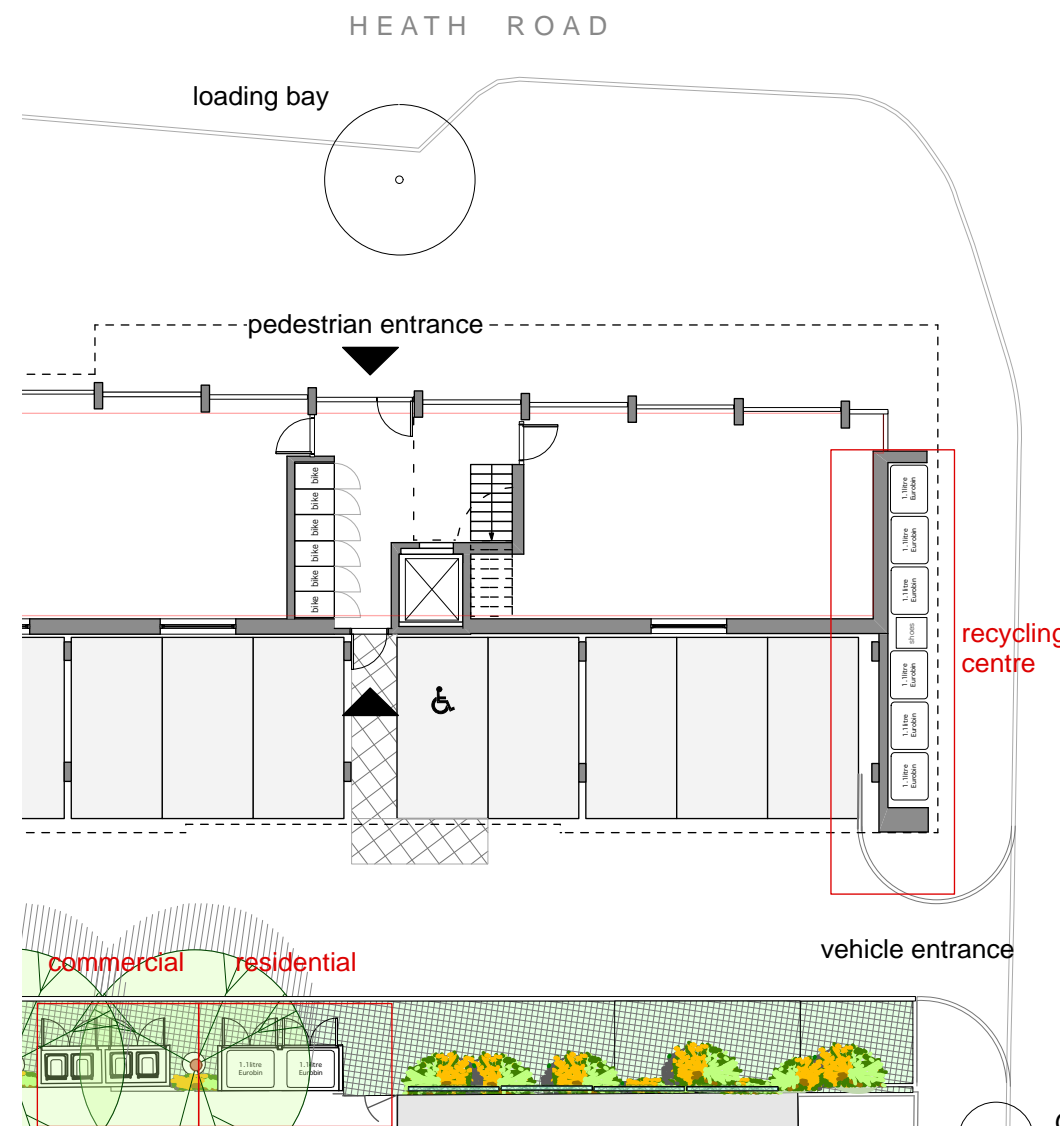 HEATH ROAD
loading bay
pedestrian entrance
bike
bike
bike
bike
bike
bike
1.1litre
Eurobin
1.1litre
Eurobin
1.1litre
Eurobin
shoes
1.1litre
Eurobin
1.1litre
Eurobin
1.1litre
Eurobin
recycling
centre
vehicle entrance
commercial
residential
1.1litre
Eurobin
1.1litre
Eurobin